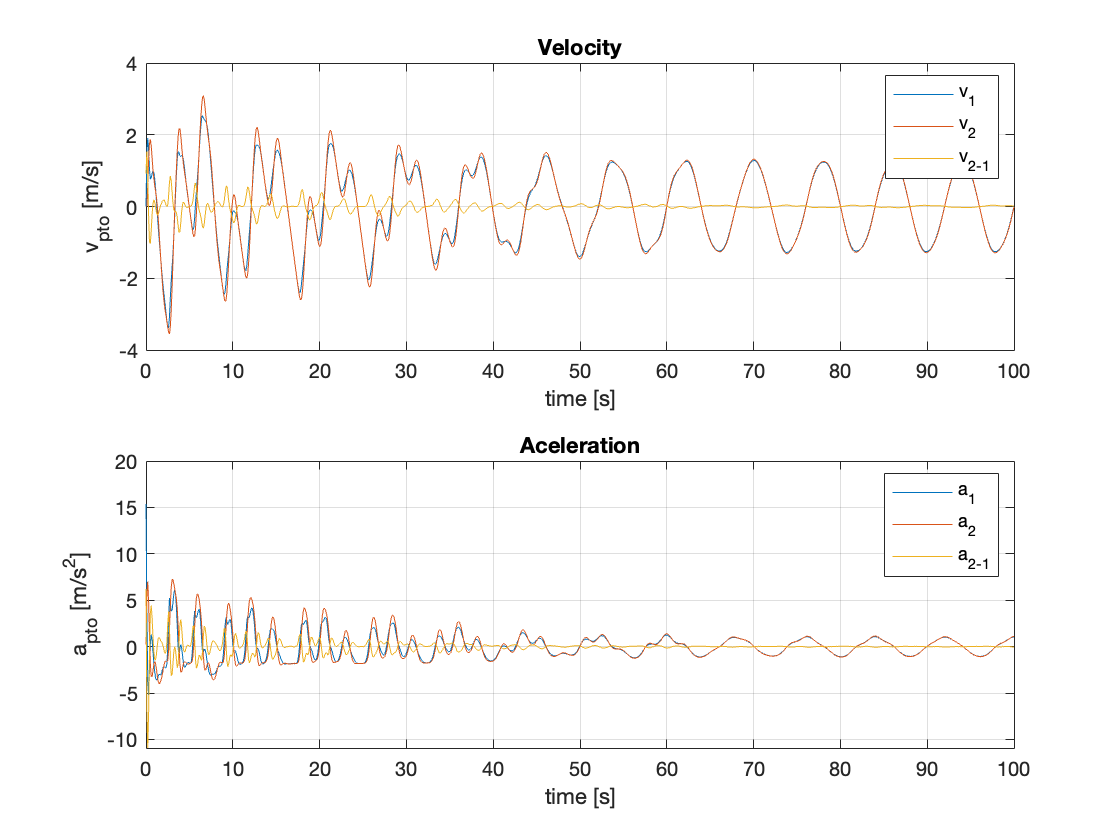 Velocity
4
2
0
-2
-4
v_pto [m/s]
v_1
v_2
v_2-1
0 10 20 30 40 50 60 70 80 90 100
time [s]
Aceleration
20
15
10
5
0
-5
-10
a_pto [m/s^2]
a_1
a_2
a_2-1
0 10 20 30 40 50 60 70 80 90 100
time [s]